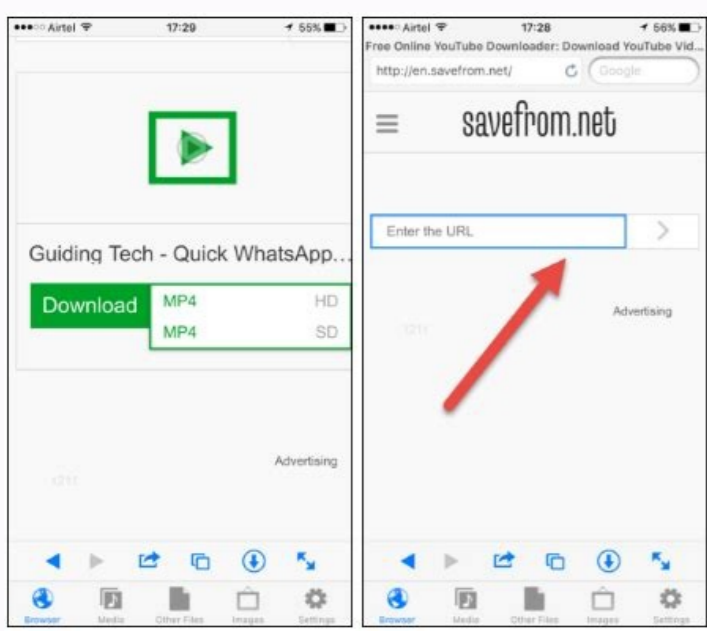 Airtel 17:29 55%
Guiding Tech - Quick WhatsApp...
Download
MP4 HD
MP4 SD
Advertising
Browser Media Other Files Images Settings
Airtel 17:28 56%
Free Online YouTube Downloader: Download YouTube Vid...
http://en.savefrom.net/ Google
savefrom.net
Enter the URL
Advertising
Browser Media Other Files Images Settings